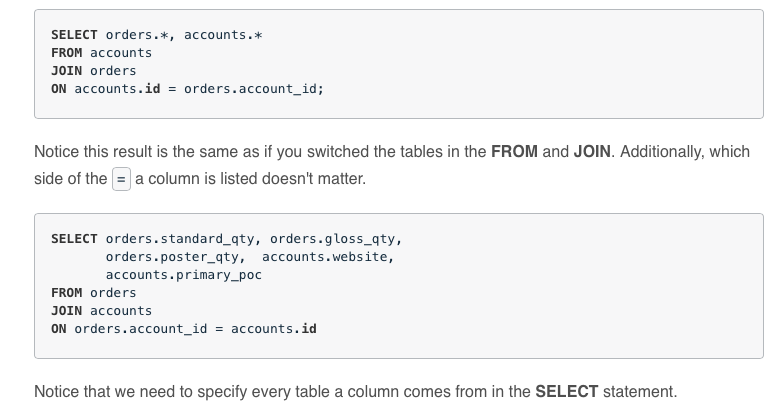 SELECT orders.*, accounts.*
FROM accounts
JOIN orders
ON accounts.id = orders.account_id;
Notice this result is the same as if you switched the tables in the FROM and JOIN. Additionally, which
side of the = a column is listed doesn't matter.
SELECT orders.standard_qty, orders.gloss_qty,
       orders.poster_qty,  accounts.website,
       accounts.primary_poc
FROM orders
JOIN accounts
ON orders.account_id = accounts.id
Notice that we need to specify every table a column comes from in the SELECT statement.